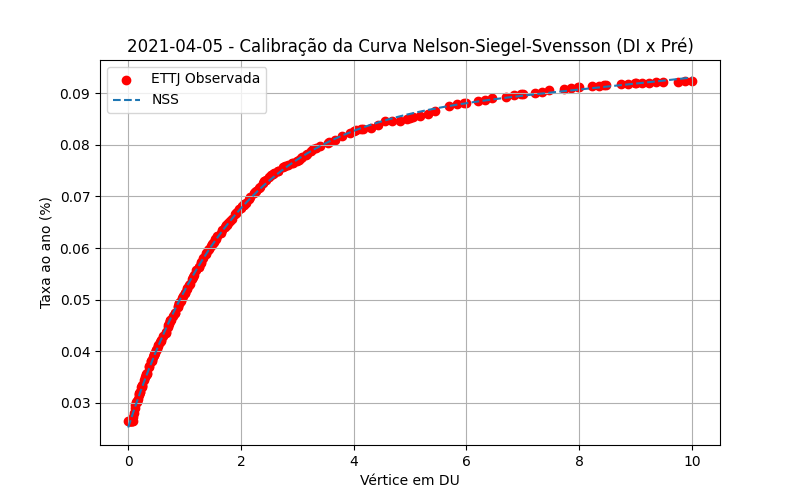 2021-04-05 - Calibração da Curva Nelson-Siegel-Svensson (DI x Pré)
ETTJ Observada
NSS
Taxa ao ano (%)
0.09
0.08
0.07
0.06
0.05
0.04
0.03
0 2 4 6 8 10
Vértice em DU